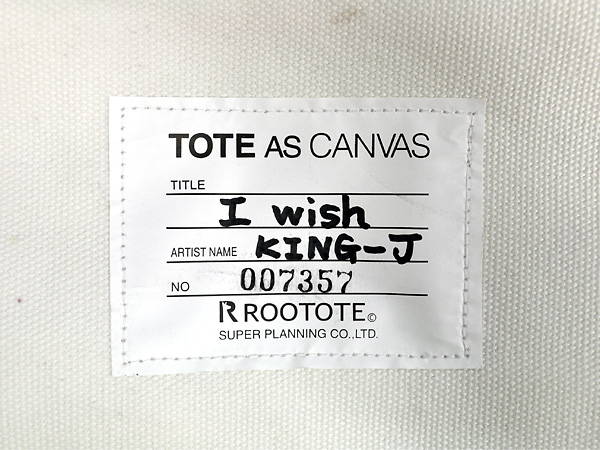 TOTE AS CANVAS
TITLE I wish
ARTIST NAME KING-J
NO 007357
R ROOTOTE©
SUPER PLANNING CO.,LTD.